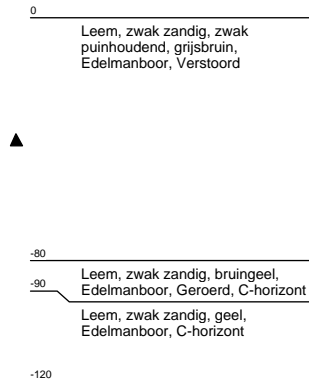 0
Leem, zwak zandig, zwak
puinhoudend, grijsbruin,
Edelmanboor, Verstoord
-80
Leem, zwak zandig, bruingeel,
Edelmanboor, Geroerd, C-horizont
-90
Leem, zwak zandig, geel,
Edelmanboor, C-horizont
-120